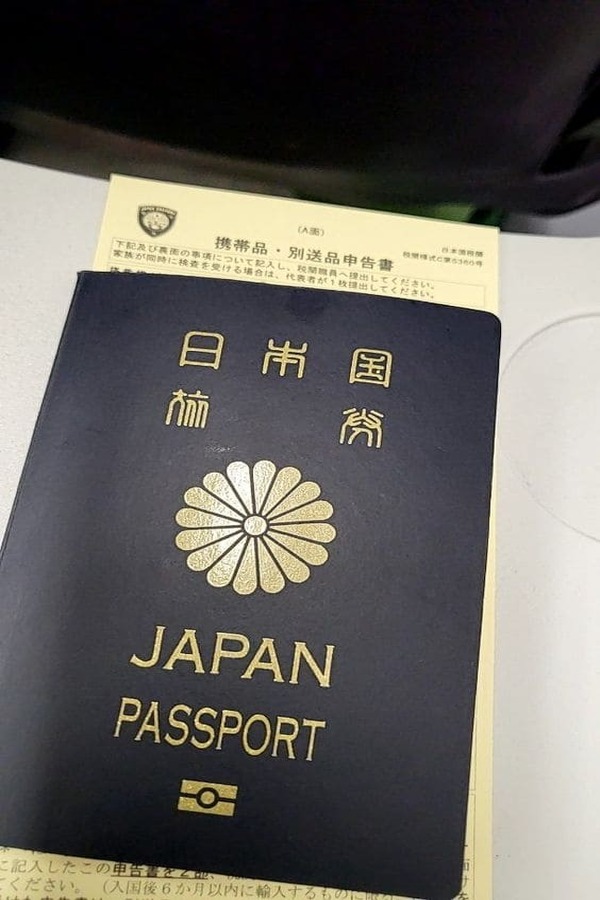 (A面)
日本国税関
税関様式C第5360号
携帯品・別送品申告書
下記及び裏面の事項について記入し、税関職員へ提出してください。
家族が同時に検査を受ける場合は、代表者が1枚提出してください。
日本国
旅券
JAPAN
PASSPORT
に記入したこの申告書を2
てください。 (入国後6か月以内に輸入するものに限